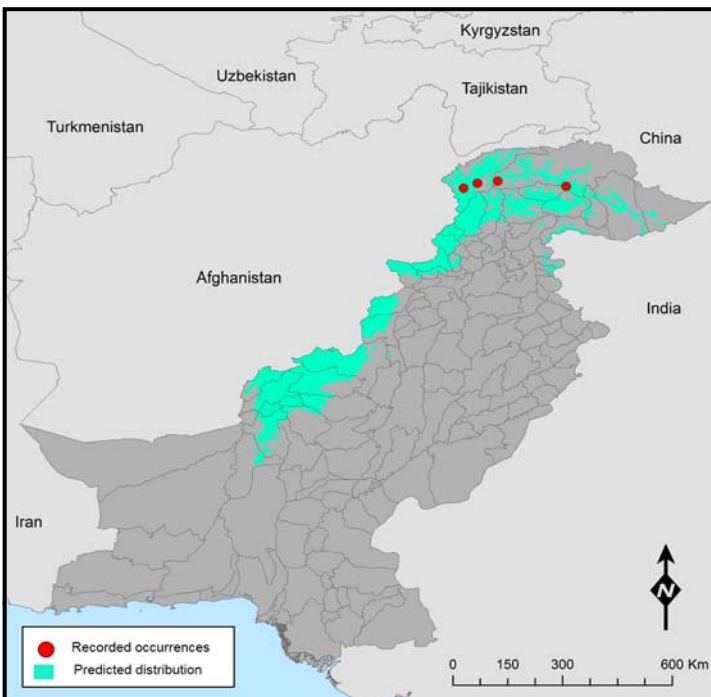 Kyrgyzstan
Uzbekistan
Tajikistan
Turkmenistan
China
Afghanistan
India
Iran
N
Recorded occurrences
Predicted distribution
0 150 300 600 Km